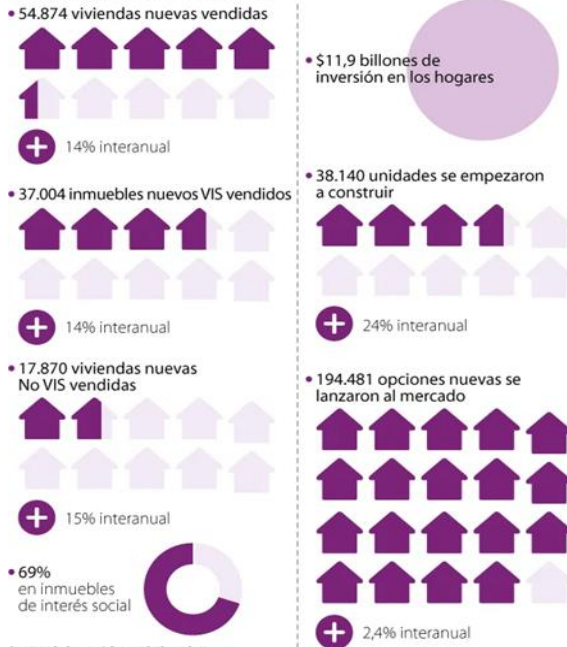 • 54.874 viviendas nuevas vendidas
14% interanual
• 37.004 inmuebles nuevos VIS vendidos
14% interanual
• 17.870 viviendas nuevas
No VIS vendidas
15% interanual
• 69%
en inmuebles
de interés social
• $11,9 billones de
inversión en los hogares
• 38.140 unidades se empezaron
a construir
24% interanual
• 194.481 opciones nuevas se
lanzaron al mercado
2,4% interanual